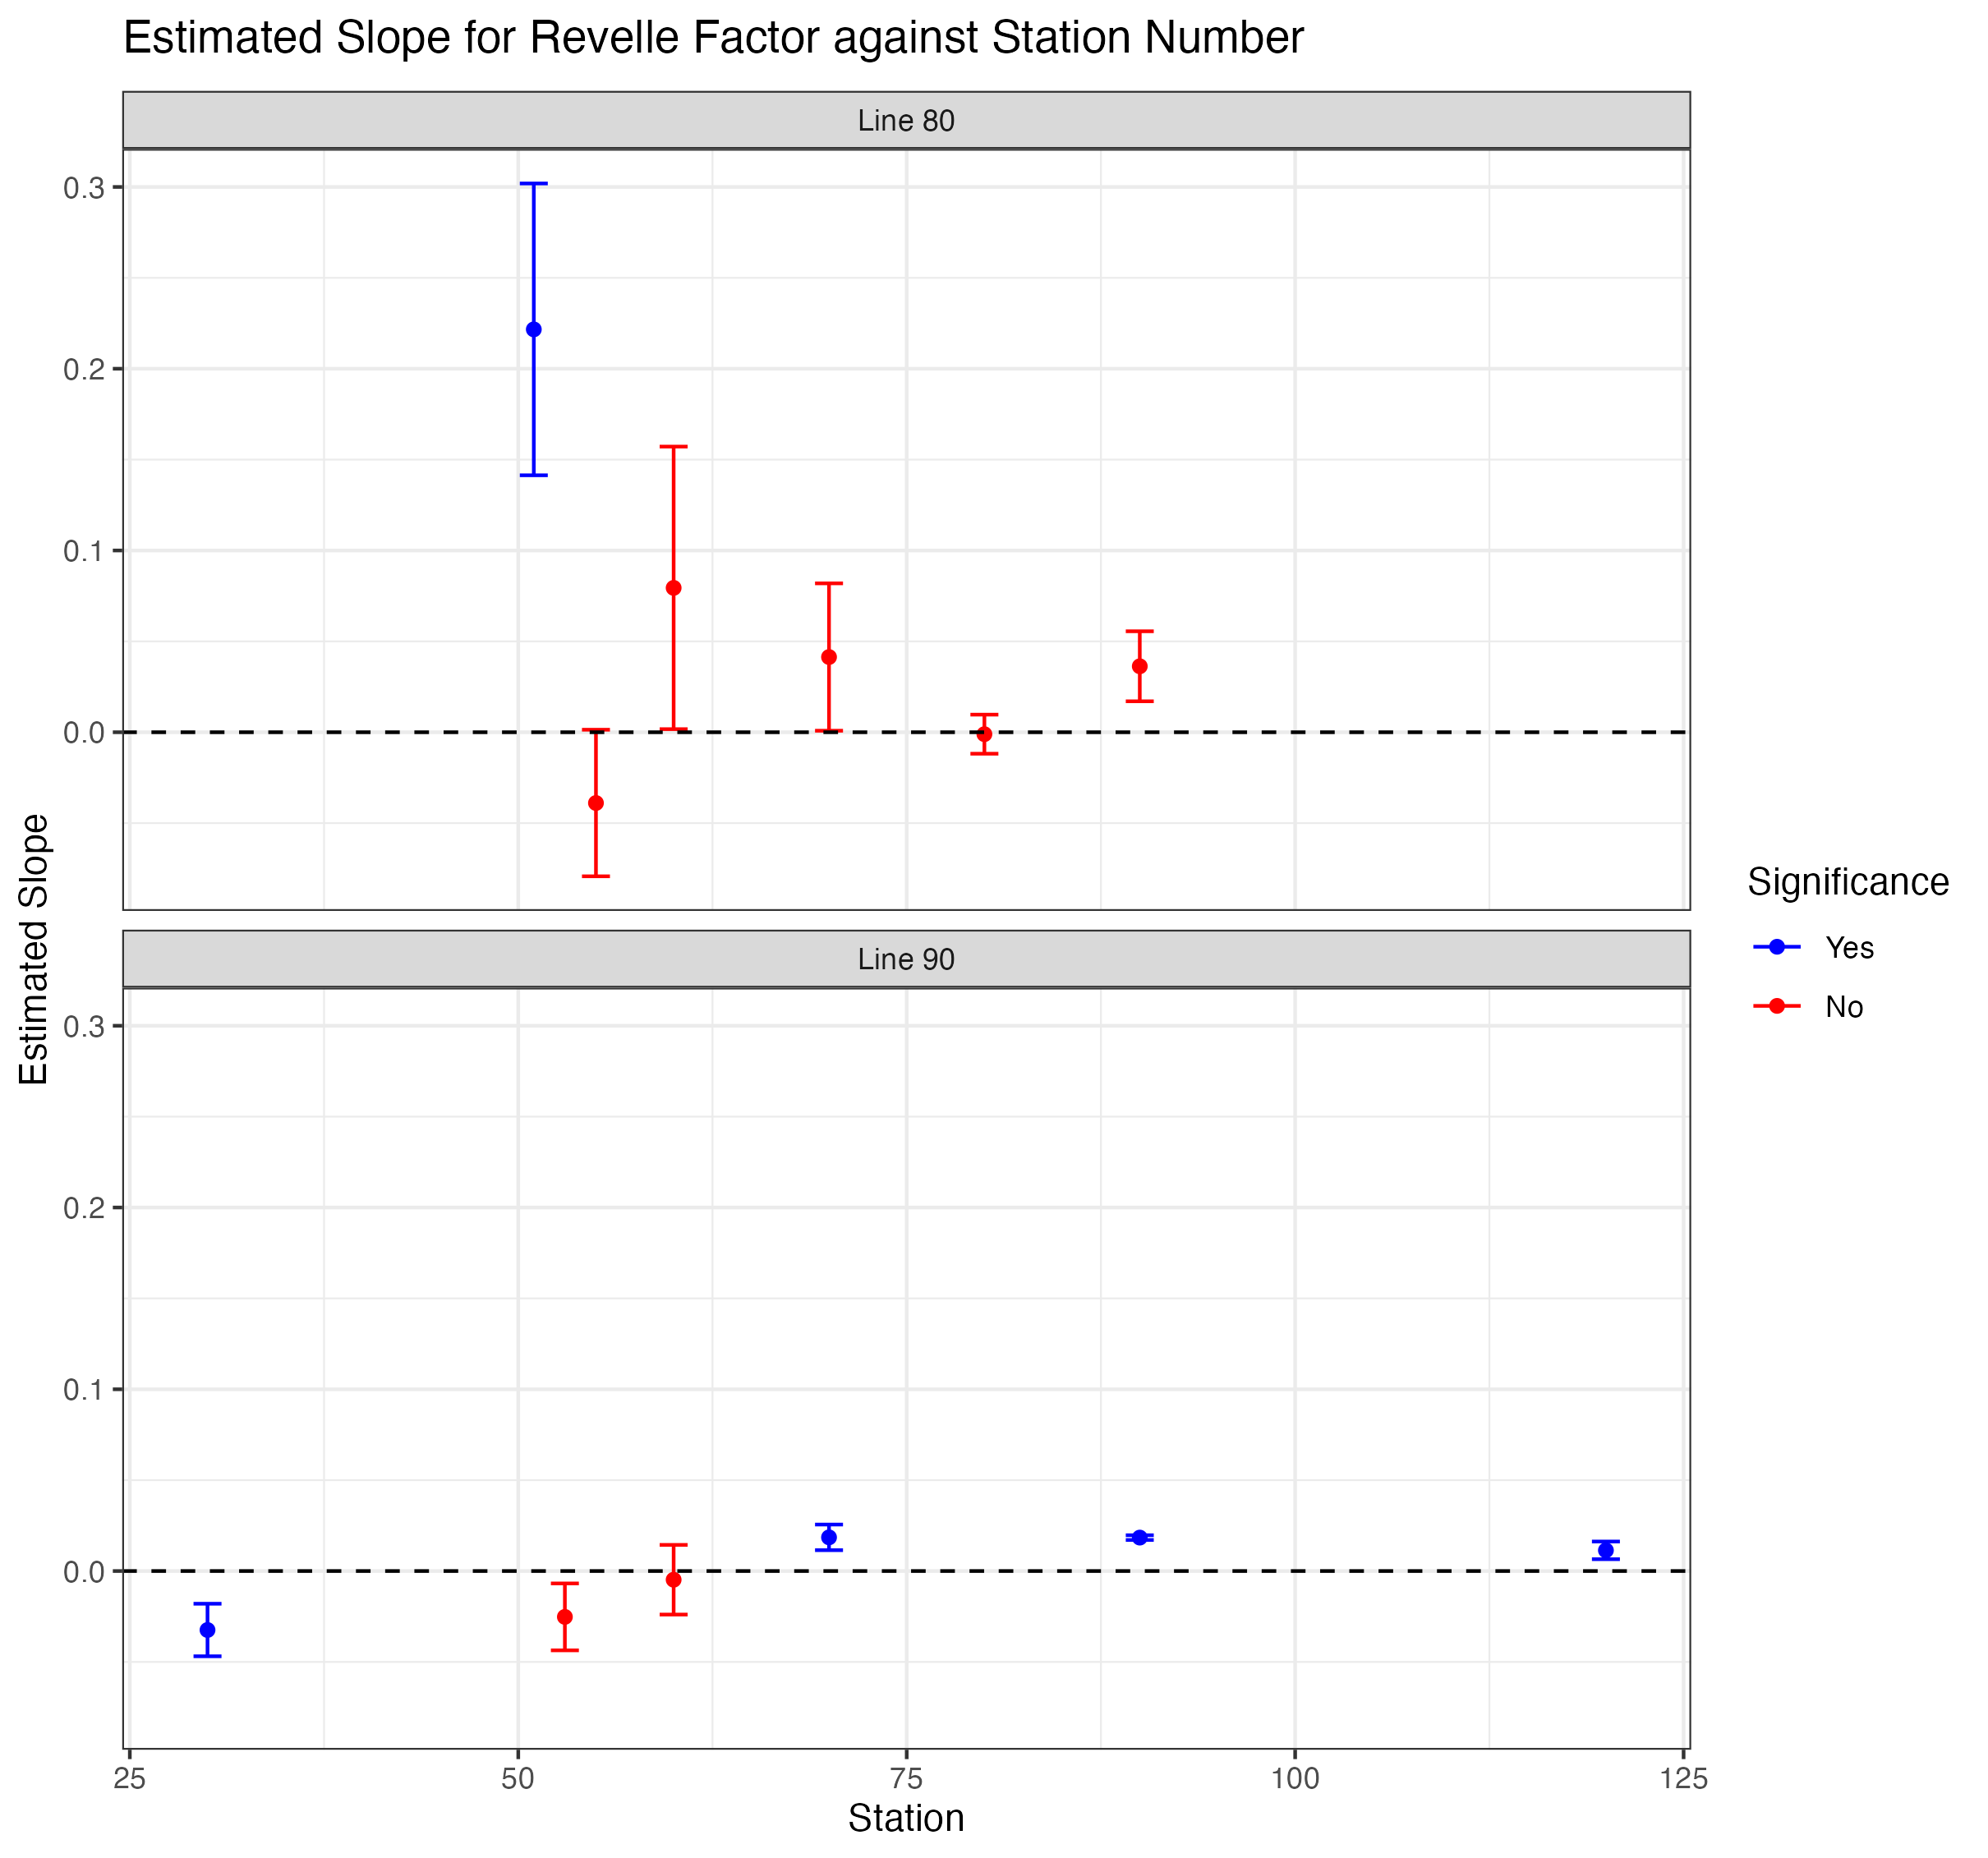 Estimated Slope for Revelle Factor against Station Number
Line 80
0.3
0.2
0.1
0.0
Line 90
0.3
0.2
0.1
0.0
25 50 75 100 125
Station
Estimated Slope
Significance
Yes
No